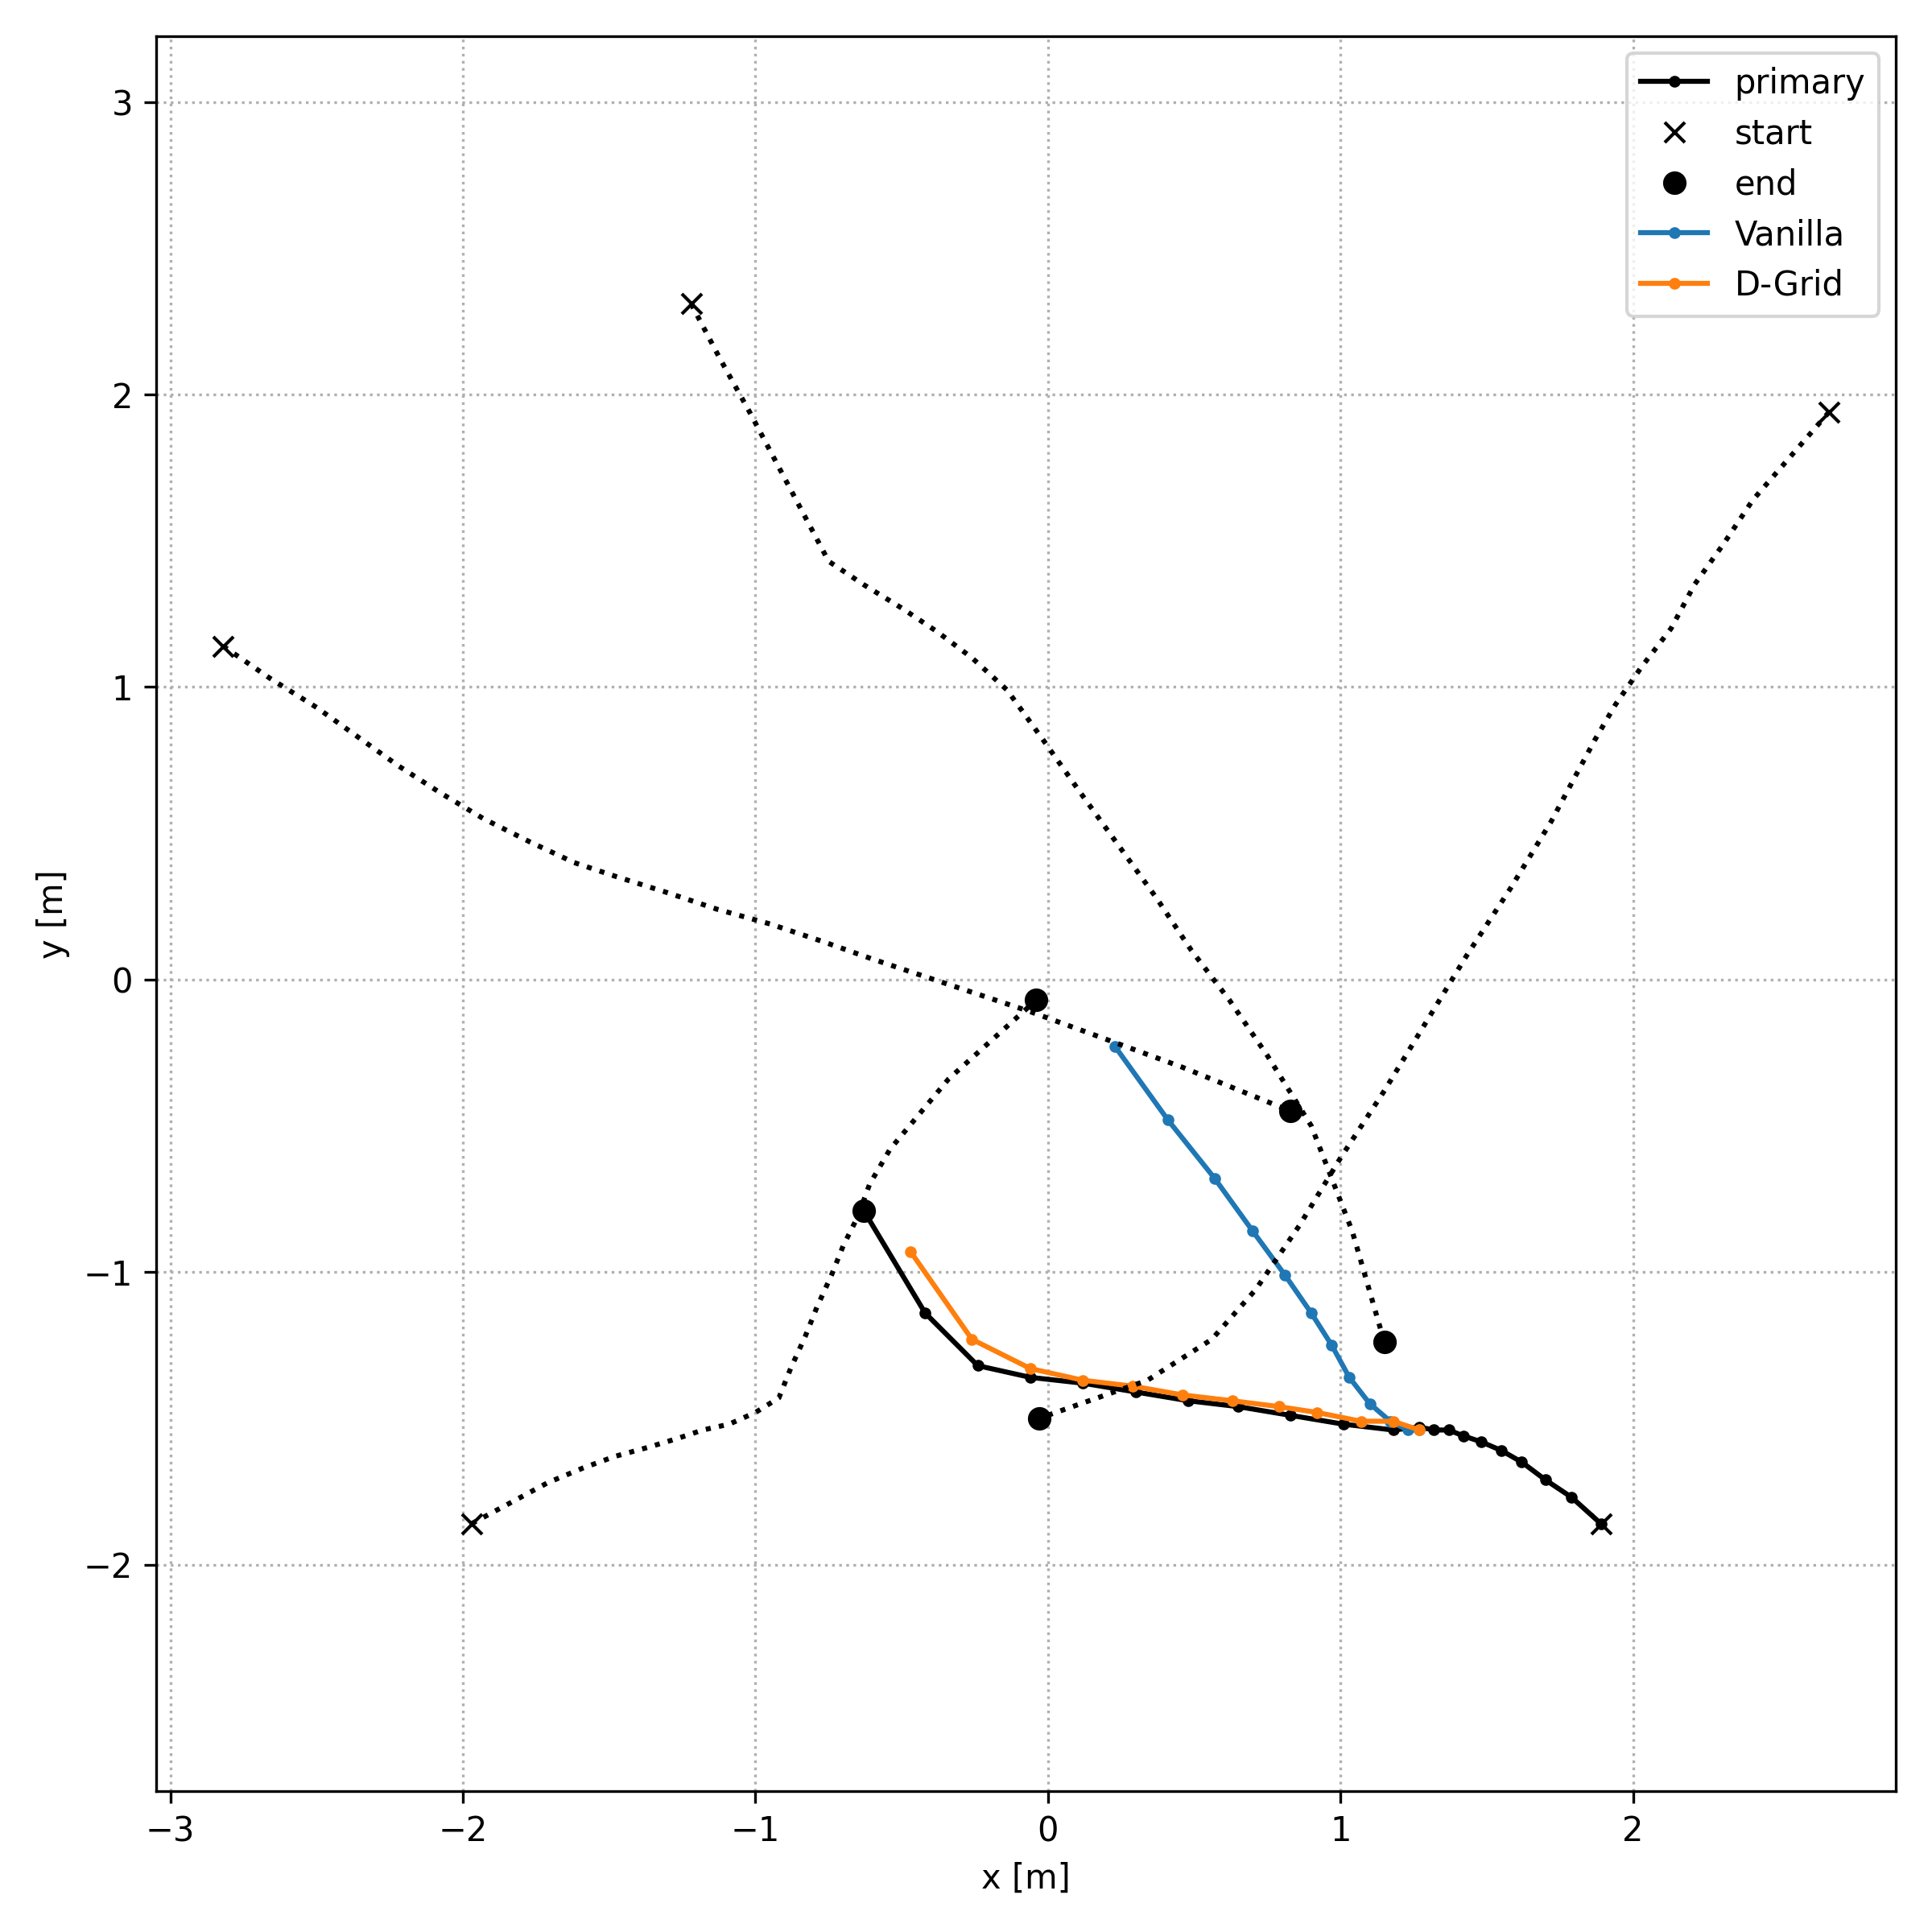 primary
start
end
Vanilla
D-Grid
3
2
1
0
−1
−2
y [m]
−3 −2 −1 0 1 2
x [m]